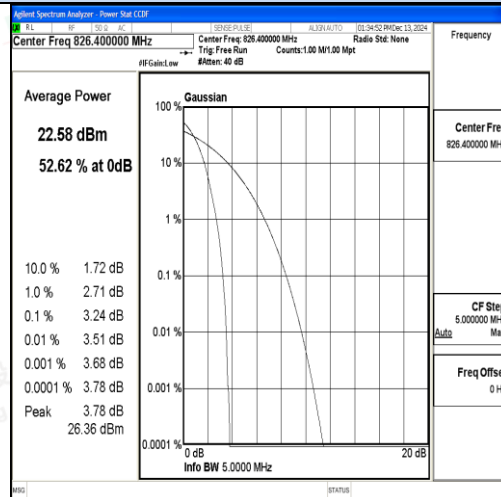 Agilent Spectrum Analyzer - Power Stat CCDF
RL RF 50 Ω AC SENSE:PULSE ALIGN AUTO 01:34:52 PM Dec 13, 2024
Center Freq 826.400000 MHz
Center Freq: 826.400000 MHz
Radio Std: None
Trig: Free Run
Counts:1.00 M/1.00 Mpt
#IFGain:Low
#Atten: 40 dB
Frequency
Average Power
22.58 dBm
52.62 % at 0dB
10.0 % 1.72 dB
1.0 % 2.71 dB
0.1 % 3.24 dB
0.01 % 3.51 dB
0.001 % 3.68 dB
0.0001 % 3.78 dB
Peak 3.78 dB
26.36 dBm
Gaussian
100 %
10 %
1 %
0.1 %
0.01 %
0.001 %
0.0001 %
0 dB
20 dB
Info BW 5.0000 MHz
Center Fre
826.400000 MH
CF Ste
5.000000 MH
Auto Ma
Freq Offse
0 H
MSG
STATUS